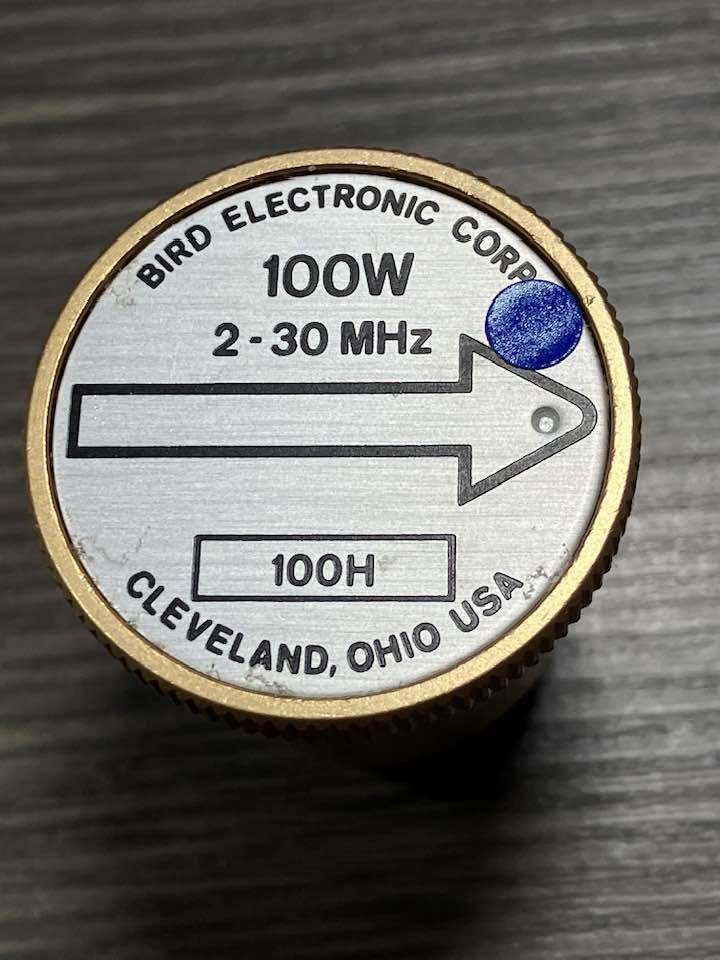 BIRD ELECTRONIC CORP
100W
2-30 MHz
100H
CLEVELAND, OHIO USA